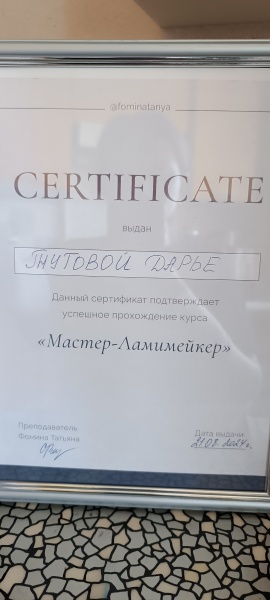 @fominatanya
CERTIFICATE
выдан
ГНУТОВОЙ ДАРЬЕ
Данный сертификат подтверждает
успешное прохождение курса
«Мастер-Ламимейкер»
Преподаватель
Фомина Татьяна
Дата выдачи